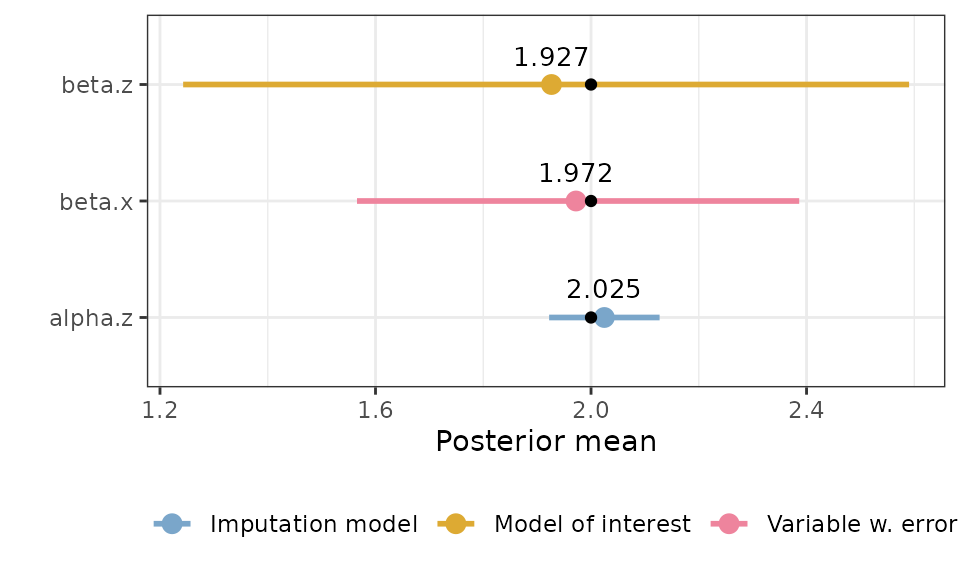 1.927
beta.z
1.972
beta.x
2.025
alpha.z
1.2 1.6 2.0 2.4
Posterior mean
Imputation model Model of interest Variable w. error